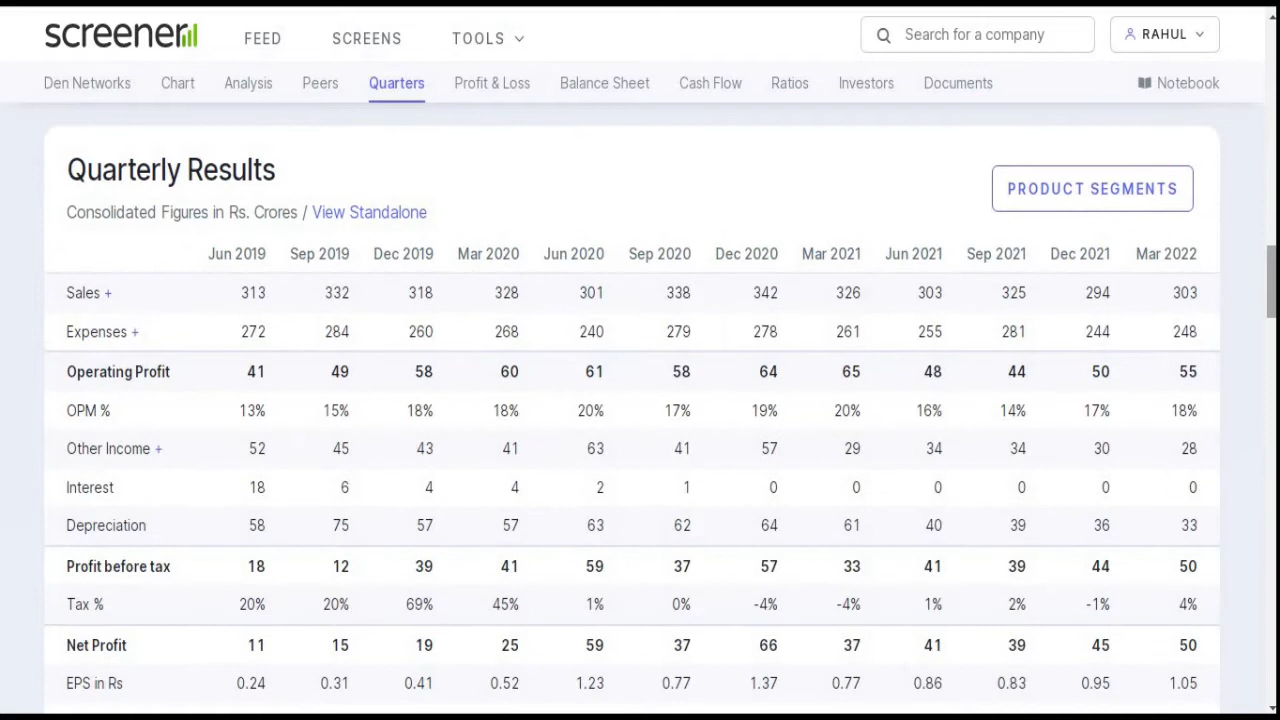 screener FEED SCREENS TOOLS Search for a company RAHUL
Den Networks Chart Analysis Peers Quarters Profit & Loss Balance Sheet Cash Flow Ratios Investors Documents Notebook
Quarterly Results
PRODUCT SEGMENTS
Consolidated Figures in Rs. Crores / View Standalone
Jun 2019 Sep 2019 Dec 2019 Mar 2020 Jun 2020 Sep 2020 Dec 2020 Mar 2021 Jun 2021 Sep 2021 Dec 2021 Mar 2022
Sales + 313 332 318 328 301 338 342 326 303 325 294 303
Expenses + 272 284 260 268 240 279 278 261 255 281 244 248
Operating Profit 41 49 58 60 61 58 64 65 48 44 50 55
OPM % 13% 15% 18% 18% 20% 17% 19% 20% 16% 14% 17% 18%
Other Income + 52 45 43 41 63 41 57 29 34 34 30 28
Interest 18 6 4 4 2 1 0 0 0 0 0 0
Depreciation 58 75 57 57 63 62 64 61 40 39 36 33
Profit before tax 18 12 39 41 59 37 57 33 41 39 44 50
Tax % 20% 20% 69% 45% 1% 0% -4% -4% 1% 2% -1% 4%
Net Profit 11 15 19 25 59 37 66 37 41 39 45 50
EPS in Rs 0.24 0.31 0.41 0.52 1.23 0.77 1.37 0.77 0.86 0.83 0.95 1.05